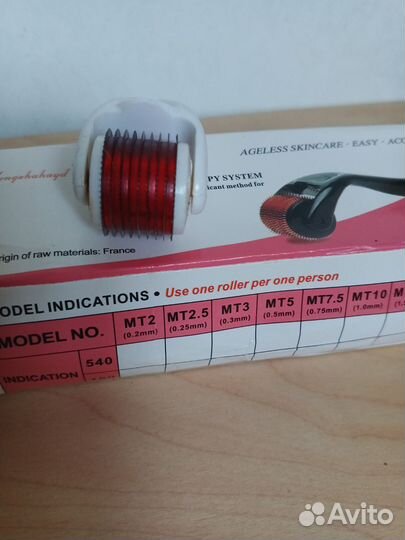 AGELESS SKINCARE - EASY - ACC
PY SYSTEM
icant method for
rigin of raw materials: France
ODEL INDICATIONS • Use one roller per one person
MODEL NO. MT2 MT2.5 MT3 MT5 MT7.5 MT10
(0.2mm) (0.25mm) (0.3mm) (0.5mm) (0.75mm) (1.0mm)
INDICATION 540
Avito